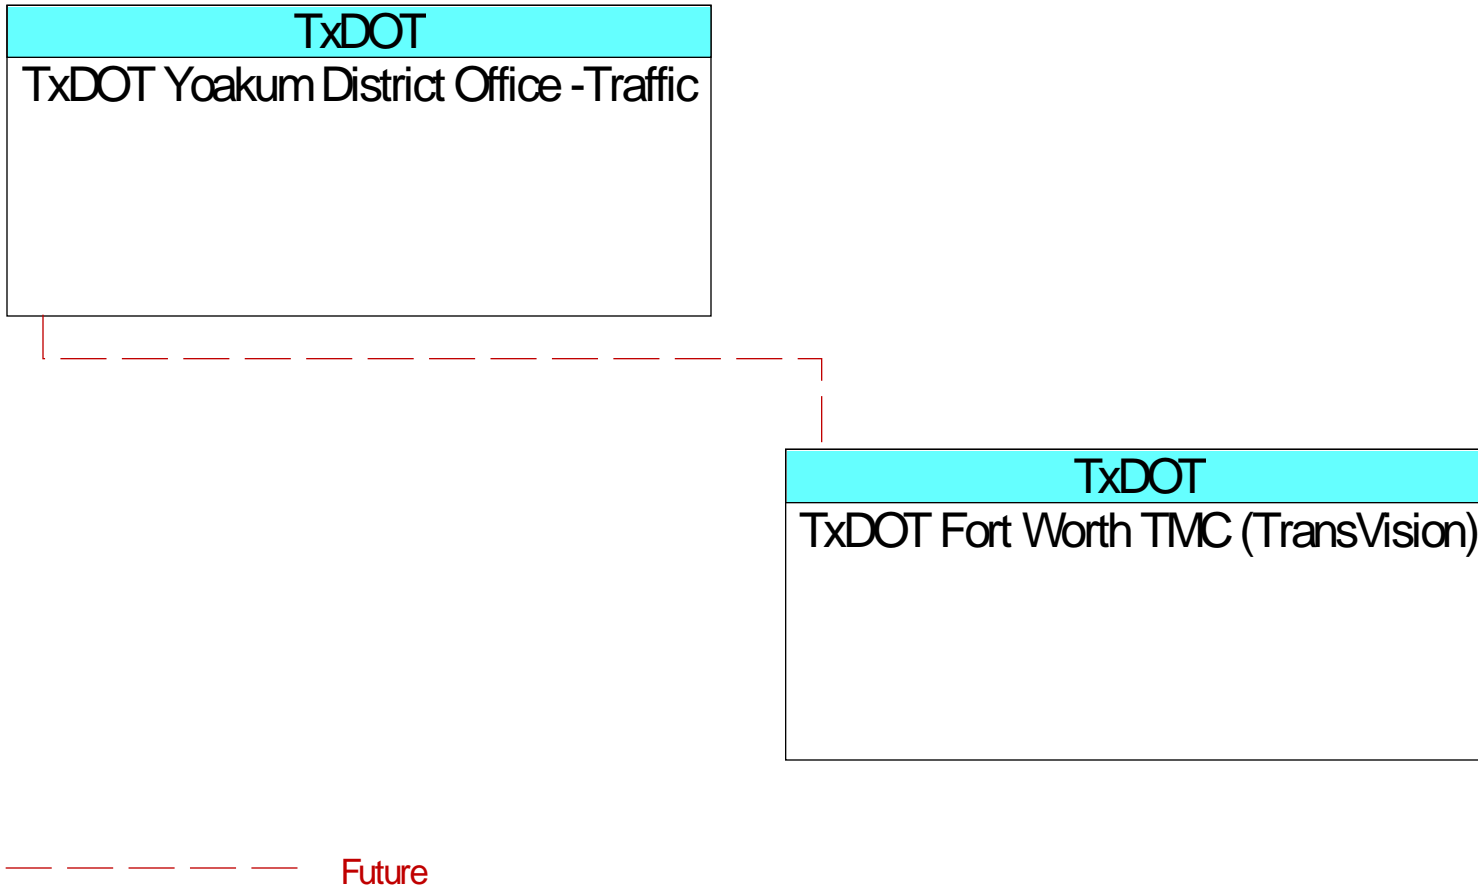 TxDOT
TxDOT Yoakum District Office -Traffic
TxDOT
TxDOT Fort Worth TMC (TransVision)
Future